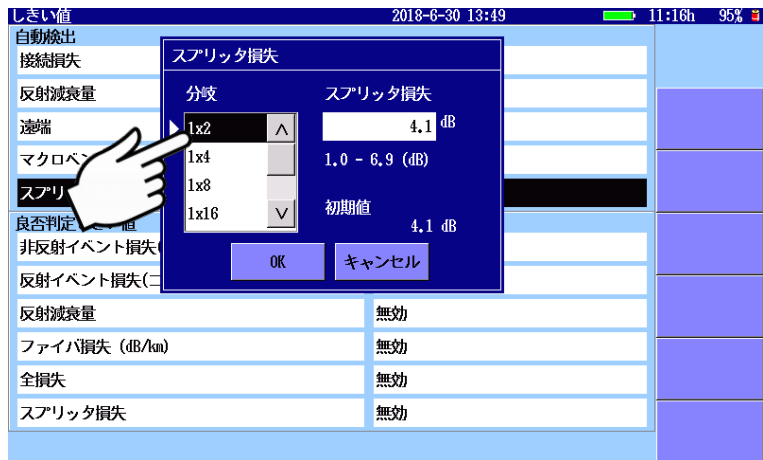 しきい値 2018-6-30 13:49 11:16h 95%
自動検出
接続損失
反射減衰量
遠端
マクロベン
スプリ
良否判定しきい値
非反射イベント損失(
反射イベント損失(コ
反射減衰量 無効
ファイバ損失 (dB/km) 無効
全損失 無効
スプリッタ損失 無効
スプリッタ損失
分岐 スプリッタ損失
1x2 4.1 dB
1x4 1.0 - 6.9 (dB)
1x8
1x16 初期値
4.1 dB
OK キャンセル